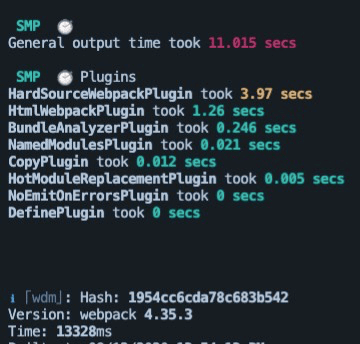 SMP ⏱
General output time took 11.015 secs
SMP ⏱ Plugins
HardSourceWebpackPlugin took 3.97 secs
HtmlWebpackPlugin took 1.26 secs
BundleAnalyzerPlugin took 0.246 secs
NamedModulesPlugin took 0.021 secs
CopyPlugin took 0.012 secs
HotModuleReplacementPlugin took 0.005 secs
NoEmitOnErrorsPlugin took 0 secs
DefinePlugin took 0 secs
ℹ ｢wdm｣: Hash: 1954cc6cda78c683b542
Version: webpack 4.35.3
Time: 13328ms